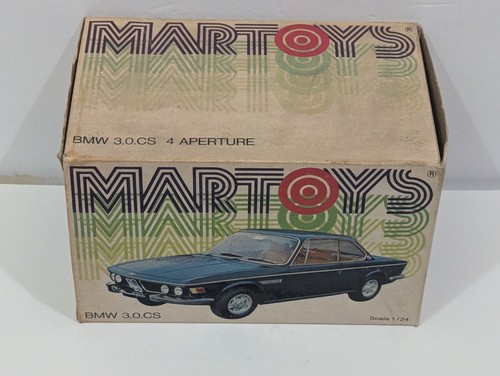 MARTOYS®
BMW 3.0.CS 4 APERTURE
MARTOYS®
BMW 3.0.CS
Scale 1/24